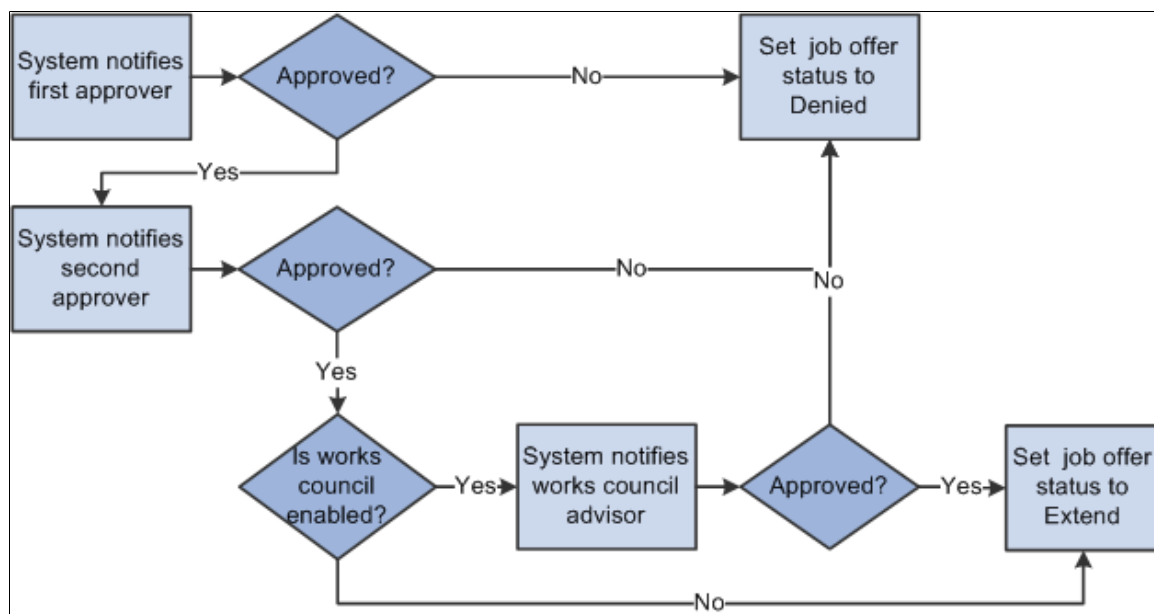 System notifies
first approver
Approved?
No
Set job offer
status to
Denied
Yes
System notifies
second
approver
Approved?
No
No
Yes
Is works
council
enabled?
Yes
System notifies
works council
advisor
Approved?
Yes
Set job offer
status to
Extend
No